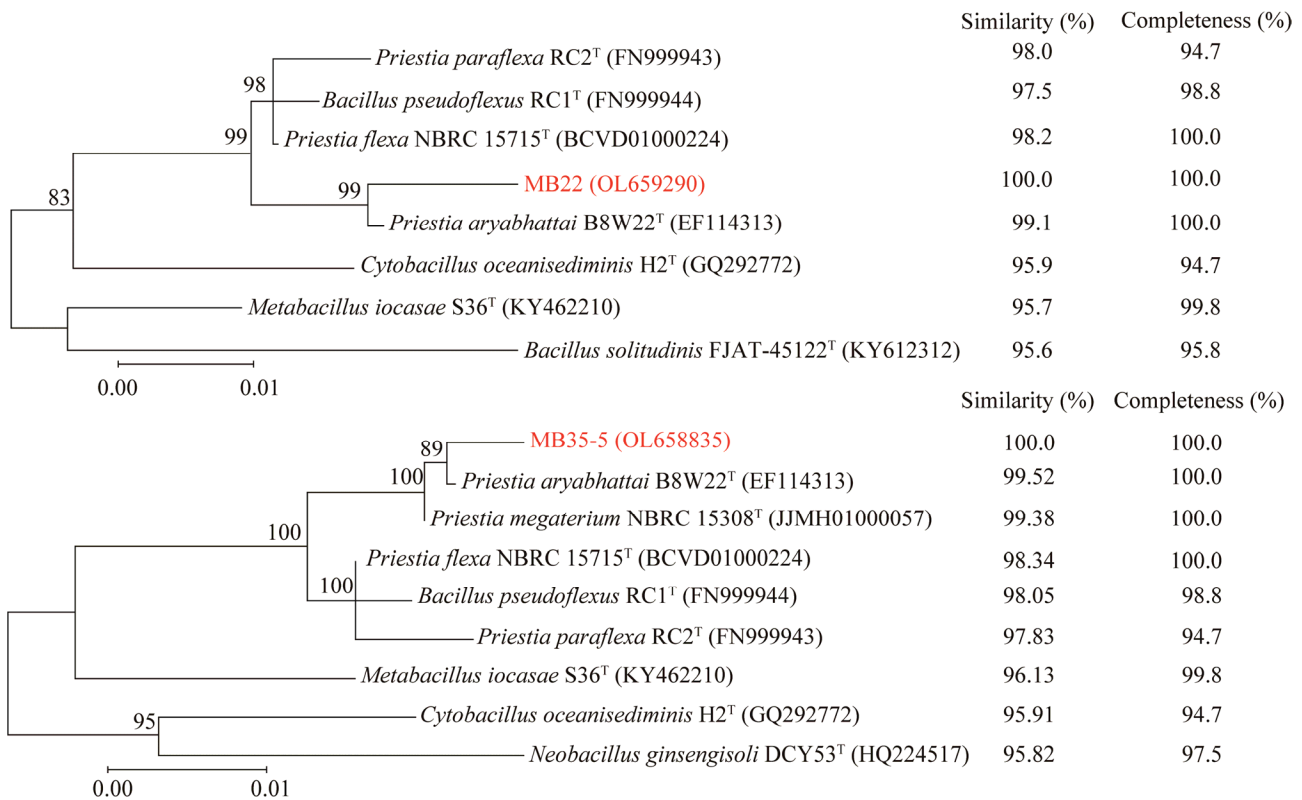 Similarity (%) Completeness (%)
Priestia paraflexa RC2ᵀ (FN999943) 98.0 94.7
98
Bacillus pseudoflexus RC1ᵀ (FN999944) 97.5 98.8
99
Priestia flexa NBRC 15715ᵀ (BCVD01000224) 98.2 100.0
MB22 (OL659290) 100.0 100.0
83 99
Priestia aryabhattai B8W22ᵀ (EF114313) 99.1 100.0
Cytobacillus oceanisediminis H2ᵀ (GQ292772) 95.9 94.7
Metabacillus iocasae S36ᵀ (KY462210) 95.7 99.8
Bacillus solitudinis FJAT-45122ᵀ (KY612312) 95.6 95.8
0.00 0.01
Similarity (%) Completeness (%)
MB35-5 (OL658835) 100.0 100.0
89
100 Priestia aryabhattai B8W22ᵀ (EF114313) 99.52 100.0
Priestia megaterium NBRC 15308ᵀ (JJMH01000057) 99.38 100.0
100
Priestia flexa NBRC 15715ᵀ (BCVD01000224) 98.34 100.0
100
Bacillus pseudoflexus RC1ᵀ (FN999944) 98.05 98.8
Priestia paraflexa RC2ᵀ (FN999943) 97.83 94.7
Metabacillus iocasae S36ᵀ (KY462210) 96.13 99.8
95 Cytobacillus oceanisediminis H2ᵀ (GQ292772) 95.91 94.7
Neobacillus ginsengisoli DCY53ᵀ (HQ224517) 95.82 97.5
0.00 0.01